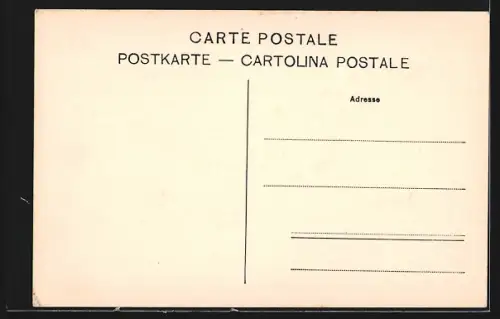 CARTE POSTALE
POSTKARTE — CARTOLINA POSTALE
Adresse